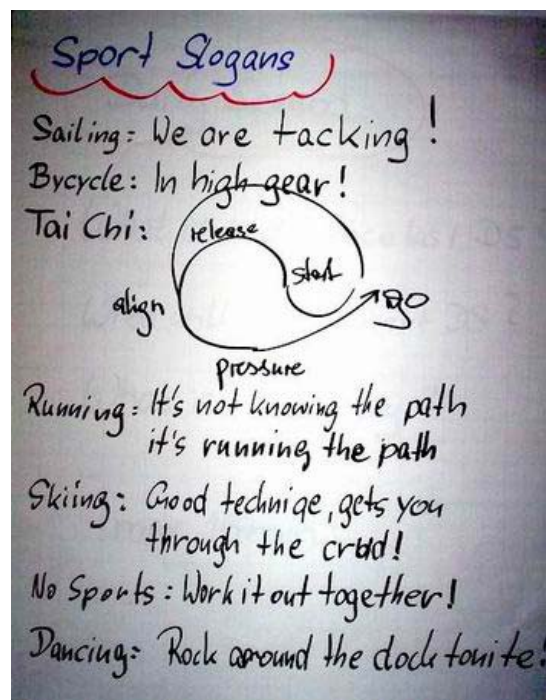 Sport Slogans
Sailing: We are tacking!
Bycycle: In high gear!
Tai Chi:
release
start
align
go
pressure
Running: It's not knowing the path
it's running the path
Skiing: Good techniqe, gets you
through the crud!
No Sports: Work it out together!
Dancing: Rock around the clock tonite!